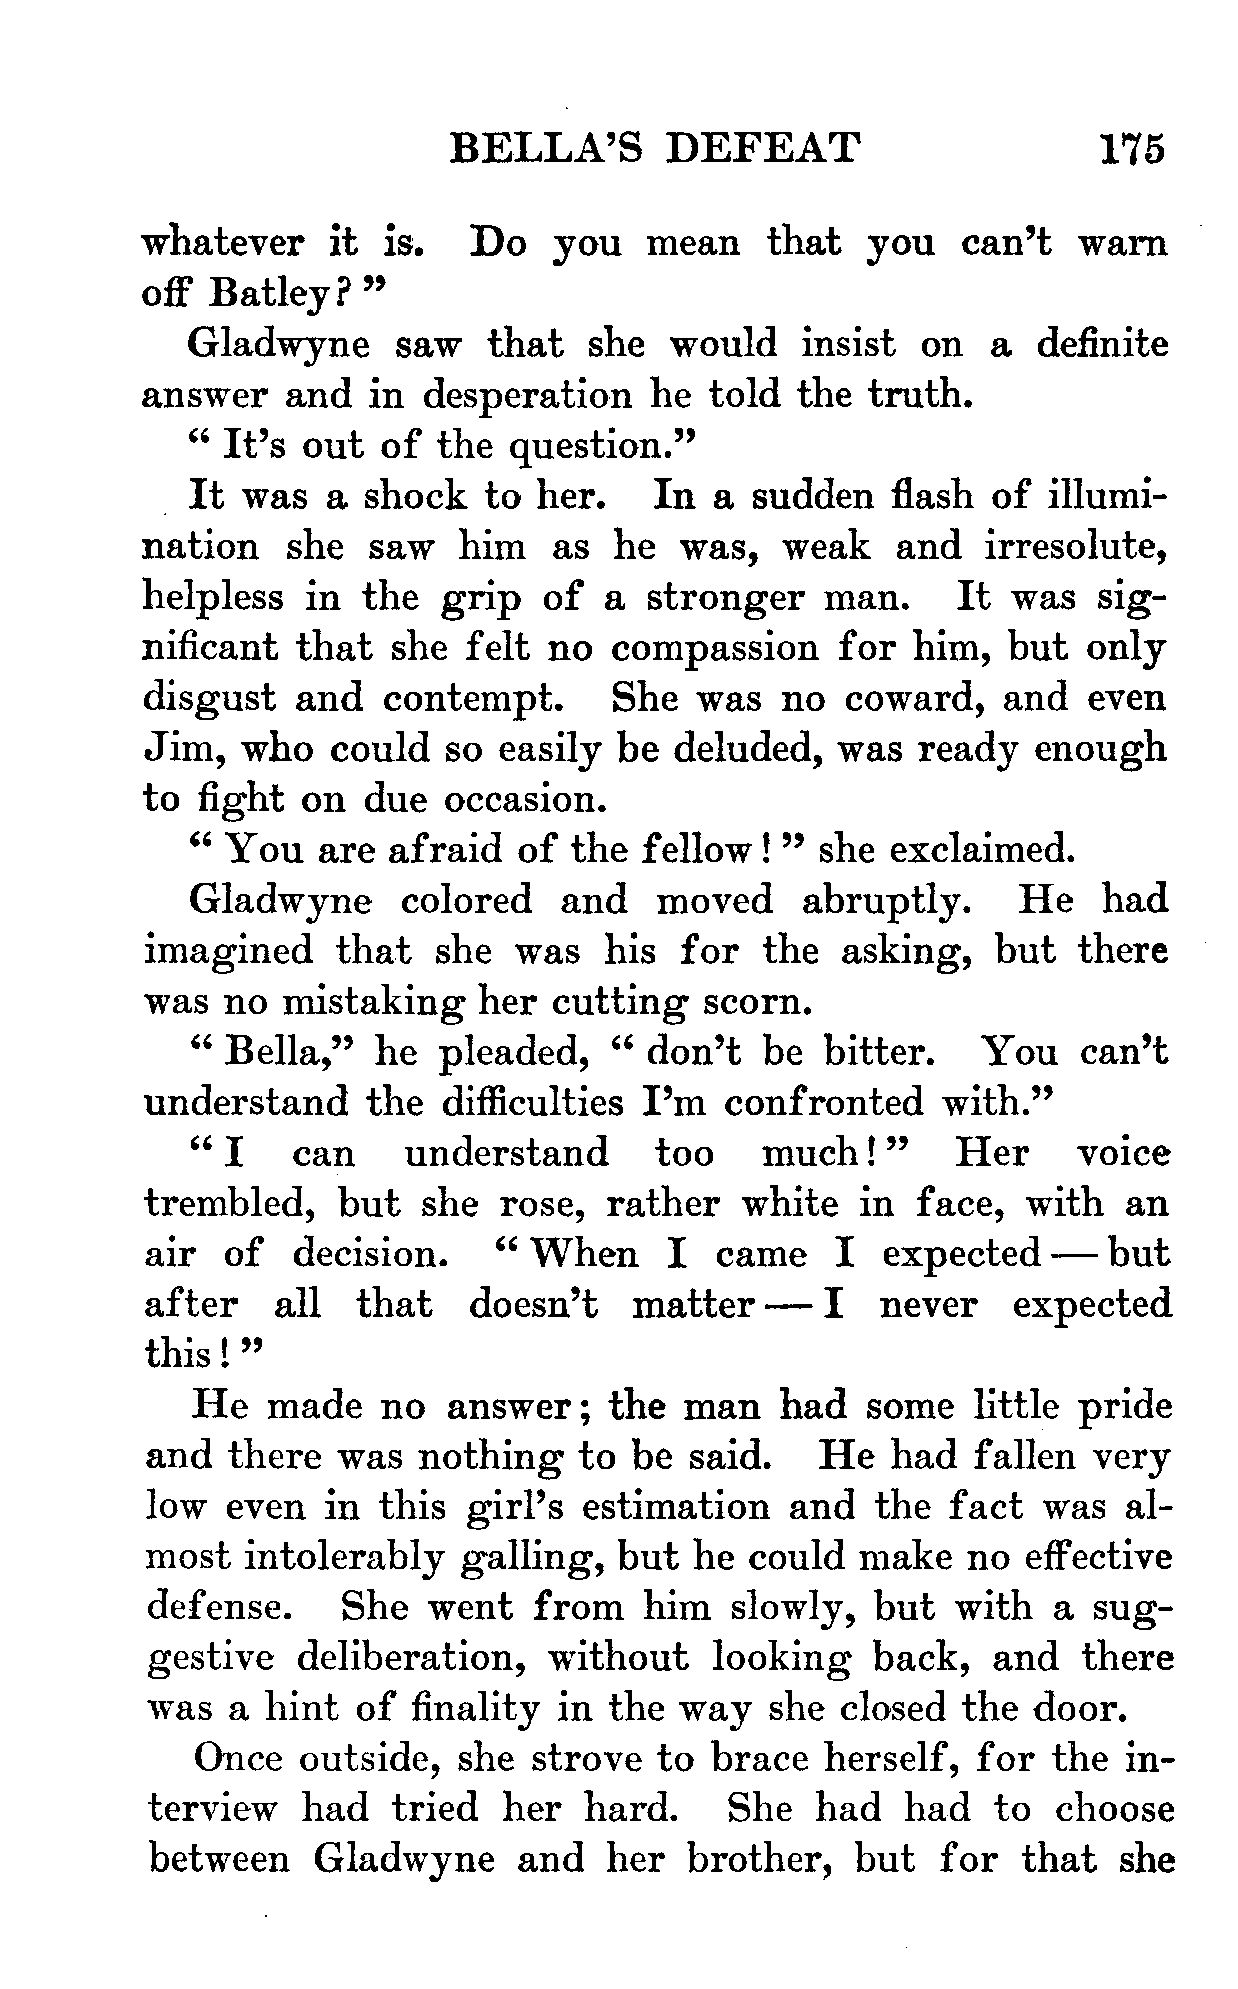 BELLA'S DEFEAT 175
whatever it is. Do you mean that you can't warn
off Batley? "
Gladwyne saw that she would insist on a definite
answer and in desperation he told the truth.
" It's out of the question."
It was a shock to her. In a sudden flash of illumi-
nation she saw him as he was, weak and irresolute,
helpless in the grip of a stronger man. It was sig-
nificant that she felt no compassion for him, but only
disgust and contempt. She was no coward, and even
Jim, who could so easily be deluded, was ready enough
to fight on due occasion.
" You are afraid of the fellow! " she exclaimed.
Gladwyne colored and moved abruptly. He had
imagined that she was his for the asking, but there
was no mistaking her cutting scorn.
" Bella," he pleaded, " don't be bitter. You can't
understand the difficulties I'm confronted with."
" I can understand too much! " Her voice
trembled, but she rose, rather white in face, with an
air of decision. " When I came I expected — but
after all that doesn't matter — I never expected
this! "
He made no answer; the man had some little pride
and there was nothing to be said. He had fallen very
low even in this girl's estimation and the fact was al-
most intolerably galling, but he could make no effective
defense. She went from him slowly, but with a sug-
gestive deliberation, without looking back, and there
was a hint of finality in the way she closed the door.
Once outside, she strove to brace herself, for the in-
terview had tried her hard. She had had to choose
between Gladwyne and her brother, but for that she